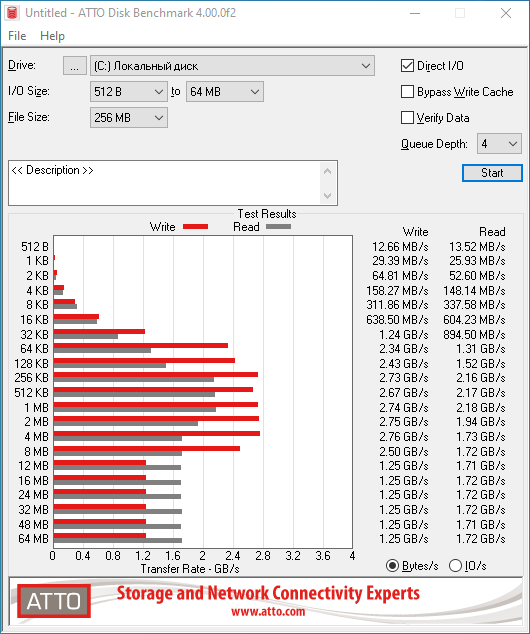 Untitled - ATTO Disk Benchmark 4.00.0f2
File Help
Drive: ... (C:) Локальный диск
Direct I/O
I/O Size: 512 B to 64 MB
Bypass Write Cache
File Size: 256 MB
Verify Data
Queue Depth: 4
<< Description >>
Start
Test Results
Write Read Write Read
512 B 12.66 MB/s 13.52 MB/s
1 KB 29.39 MB/s 25.93 MB/s
2 KB 64.81 MB/s 52.60 MB/s
4 KB 158.27 MB/s 148.14 MB/s
8 KB 311.86 MB/s 337.58 MB/s
16 KB 638.50 MB/s 604.23 MB/s
32 KB 1.24 GB/s 894.50 MB/s
64 KB 2.34 GB/s 1.31 GB/s
128 KB 2.43 GB/s 1.52 GB/s
256 KB 2.73 GB/s 2.16 GB/s
512 KB 2.67 GB/s 2.17 GB/s
1 MB 2.74 GB/s 2.18 GB/s
2 MB 2.75 GB/s 1.94 GB/s
4 MB 2.76 GB/s 1.73 GB/s
8 MB 2.50 GB/s 1.72 GB/s
12 MB 1.25 GB/s 1.71 GB/s
16 MB 1.25 GB/s 1.72 GB/s
24 MB 1.25 GB/s 1.72 GB/s
32 MB 1.25 GB/s 1.72 GB/s
48 MB 1.25 GB/s 1.71 GB/s
64 MB 1.25 GB/s 1.72 GB/s
0 0.4 0.8 1.2 1.6 2 2.4 2.8 3.2 3.6 4
Transfer Rate - GB/s
Bytes/s IO/s
ATTO
Storage and Network Connectivity Experts
www.atto.com